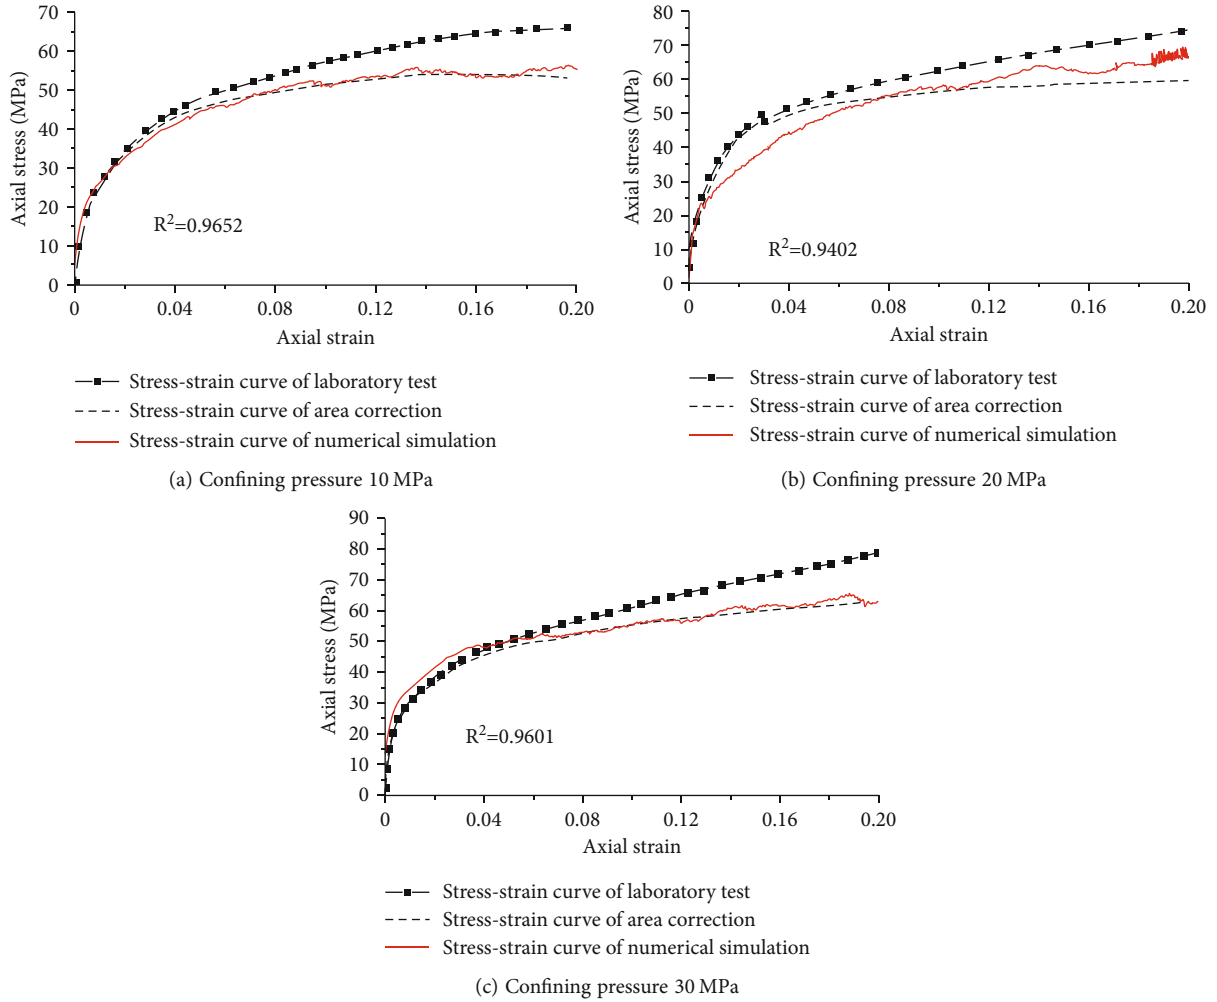 70
60
50
40
30
20
10
0
Axial stress (MPa)
R²=0.9652
0 0.04 0.08 0.12 0.16 0.20
Axial strain
Stress-strain curve of laboratory test
Stress-strain curve of area correction
Stress-strain curve of numerical simulation
(a) Confining pressure 10 MPa
80
70
60
50
40
30
20
10
0
Axial stress (MPa)
R²=0.9402
0 0.04 0.08 0.12 0.16 0.20
Axial strain
Stress-strain curve of laboratory test
Stress-strain curve of area correction
Stress-strain curve of numerical simulation
(b) Confining pressure 20 MPa
90
80
70
60
50
40
30
20
10
0
Axial stress (MPa)
R²=0.9601
0 0.04 0.08 0.12 0.16 0.20
Axial strain
Stress-strain curve of laboratory test
Stress-strain curve of area correction
Stress-strain curve of numerical simulation
(c) Confining pressure 30 MPa